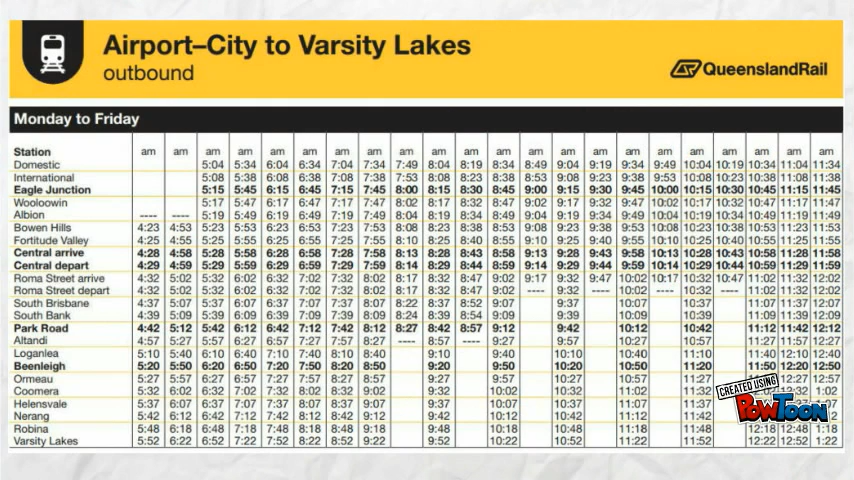 Airport–City to Varsity Lakes
outbound
QueenslandRail
Monday to Friday
Station am am am am am am am am am am am am am am am am am am am am am am
Domestic 5:04 5:34 6:04 6:34 7:04 7:34 7:49 8:04 8:19 8:34 8:49 9:04 9:19 9:34 9:49 10:04 10:19 10:34 11:04 11:34
International 5:08 5:38 6:08 6:38 7:08 7:38 7:53 8:08 8:23 8:38 8:53 9:08 9:23 9:38 9:53 10:08 10:23 10:38 11:08 11:38
Eagle Junction 5:15 5:45 6:15 6:45 7:15 7:45 8:00 8:15 8:30 8:45 9:00 9:15 9:30 9:45 10:00 10:15 10:30 10:45 11:15 11:45
Wooloowin 5:17 5:47 6:17 6:47 7:17 7:47 8:02 8:17 8:32 8:47 9:02 9:17 9:32 9:47 10:02 10:17 10:32 10:47 11:17 11:47
Albion ---- ---- 5:19 5:49 6:19 6:49 7:19 7:49 8:04 8:19 8:34 8:49 9:04 9:19 9:34 9:49 10:04 10:19 10:34 10:49 11:19 11:49
Bowen Hills 4:23 4:53 5:23 5:53 6:23 6:53 7:23 7:53 8:08 8:23 8:38 8:53 9:08 9:23 9:38 9:53 10:08 10:23 10:38 10:53 11:23 11:53
Fortitude Valley 4:25 4:55 5:25 5:55 6:25 6:55 7:25 7:55 8:10 8:25 8:40 8:55 9:10 9:25 9:40 9:55 10:10 10:25 10:40 10:55 11:25 11:55
Central arrive 4:28 4:58 5:28 5:58 6:28 6:58 7:28 7:58 8:13 8:28 8:43 8:58 9:13 9:28 9:43 9:58 10:13 10:28 10:43 10:58 11:28 11:58
Central depart 4:29 4:59 5:29 5:59 6:29 6:59 7:29 7:59 8:14 8:29 8:44 8:59 9:14 9:29 9:44 9:59 10:14 10:29 10:44 10:59 11:29 11:59
Roma Street arrive 4:32 5:02 5:32 6:02 6:32 7:02 7:32 8:02 8:17 8:32 8:47 9:02 9:17 9:32 9:47 10:02 10:17 10:32 10:47 11:02 11:32 12:02
Roma Street depart 4:32 5:02 5:32 6:02 6:32 7:02 7:32 8:02 8:17 8:32 8:47 9:02 ---- 9:32 ---- 10:02 ---- 10:32 ---- 11:02 11:32 12:02
South Brisbane 4:37 5:07 5:37 6:07 6:37 7:07 7:37 8:07 8:22 8:37 8:52 9:07 9:37 10:07 10:37 11:07 11:37 12:07
South Bank 4:39 5:09 5:39 6:09 6:39 7:09 7:39 8:09 8:24 8:39 8:54 9:09 9:39 10:09 10:39 11:09 11:39 12:09
Park Road 4:42 5:12 5:42 6:12 6:42 7:12 7:42 8:12 8:27 8:42 8:57 9:12 9:42 10:12 10:42 11:12 11:42 12:12
Altandi 4:57 5:27 5:57 6:27 6:57 7:27 7:57 8:27 ---- 8:57 ---- 9:27 9:57 10:27 10:57 11:27 11:57 12:27
Loganlea 5:10 5:40 6:10 6:40 7:10 7:40 8:10 8:40 9:10 9:40 10:10 10:40 11:10 11:40 12:10 12:40
Beenleigh 5:20 5:50 6:20 6:50 7:20 7:50 8:20 8:50 9:20 9:50 10:20 10:50 11:20 11:50 12:20 12:50
Ormeau 5:27 5:57 6:27 6:57 7:27 7:57 8:27 8:57 9:27 9:57 10:27 10:57 11:27 12:57
Coomera 5:32 6:02 6:32 7:02 7:32 8:02 8:32 9:02 9:32 10:02 10:32 11:02 11:32 1:02
Helensvale 5:37 6:07 6:37 7:07 7:37 8:07 8:37 9:07 9:37 10:07 10:37 11:07 11:37
Nerang 5:42 6:12 6:42 7:12 7:42 8:12 8:42 9:12 9:42 10:12 10:42 11:12 11:42
Robina 5:48 6:18 6:48 7:18 7:48 8:18 8:48 9:18 9:48 10:18 10:48 11:18 11:48 12:18 12:48 1:18
Varsity Lakes 5:52 6:22 6:52 7:22 7:52 8:22 8:52 9:22 9:52 10:22 10:52 11:22 11:52 12:22 12:52 1:22
CREATED USING
POWTOON